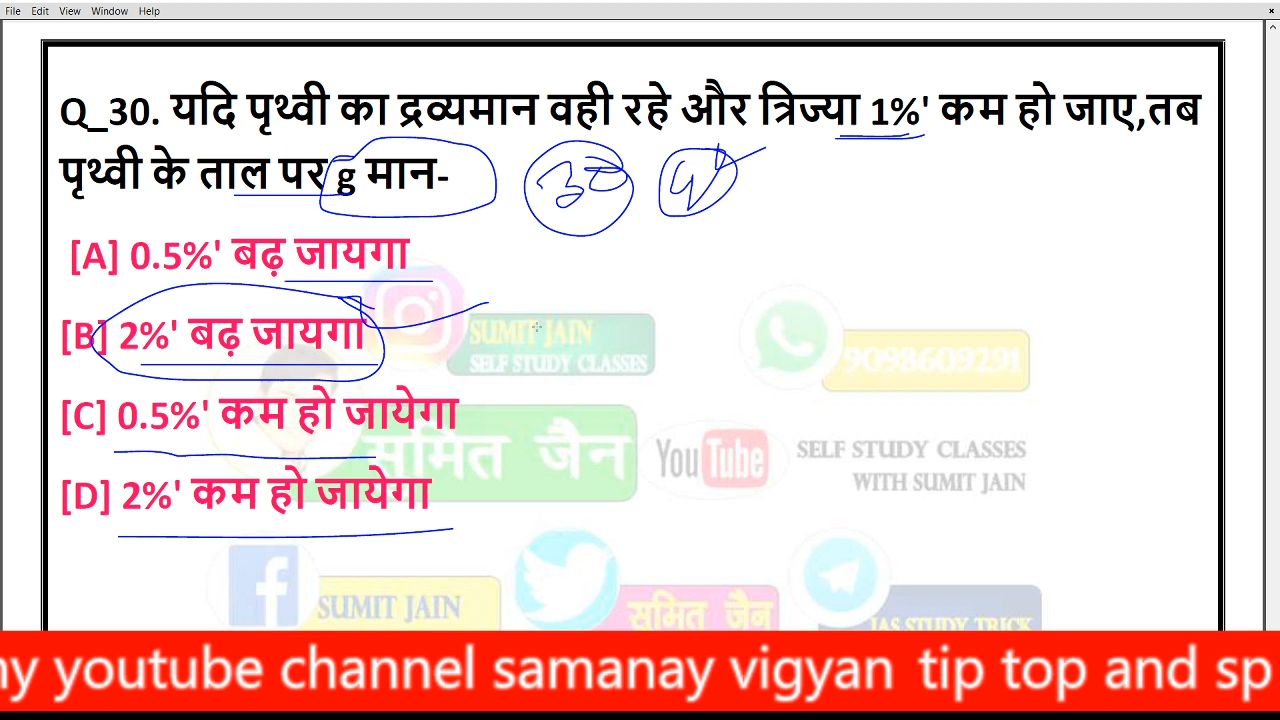 File Edit View Window Help
Q_30. यदि पृथ्वी का द्रव्यमान वही रहे और त्रिज्या 1%' कम हो जाए,तब
पृथ्वी के ताल पर g मान-
[A] 0.5%' बढ़ जायगा
[B] 2%' बढ़ जायगा
SUMIT JAIN
SELF STUDY CLASSES
9098609291
[C] 0.5%' कम हो जायेगा
समित जैन
YouTube
SELF STUDY CLASSES
WITH SUMIT JAIN
[D] 2%' कम हो जायेगा
SUMIT JAIN
समित जैन
IAS STUDY TRICK
my youtube channel samanay vigyan tip top and sp